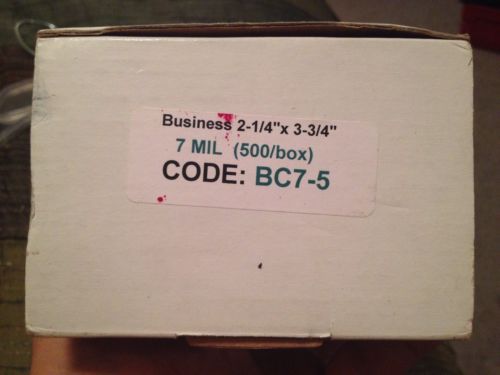 Business 2-1/4"x 3-3/4"
7 MIL (500/box)
CODE: BC7-5